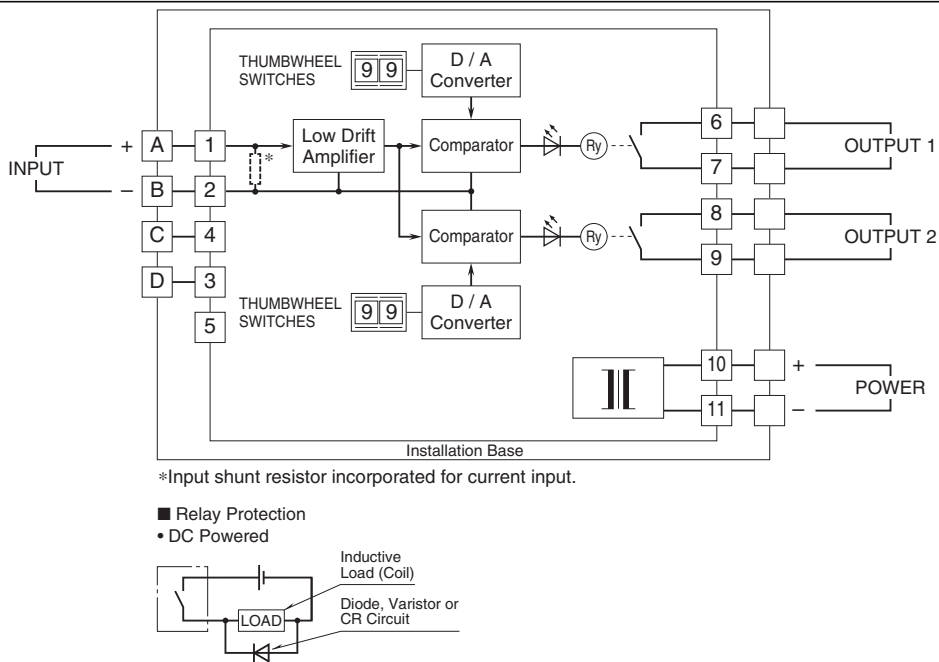 THUMBWHEEL
SWITCHES
9 9
D / A
Converter
INPUT
+ A 1
Low Drift
Amplifier
*
Comparator
Ry
6
7
OUTPUT 1
− B 2
C 4
Comparator
Ry
8
9
OUTPUT 2
D 3
5
THUMBWHEEL
SWITCHES
9 9
D / A
Converter
10
+
11
−
POWER
Installation Base
*Input shunt resistor incorporated for current input.
■ Relay Protection
• DC Powered
Inductive
Load (Coil)
LOAD
Diode, Varistor or
CR Circuit